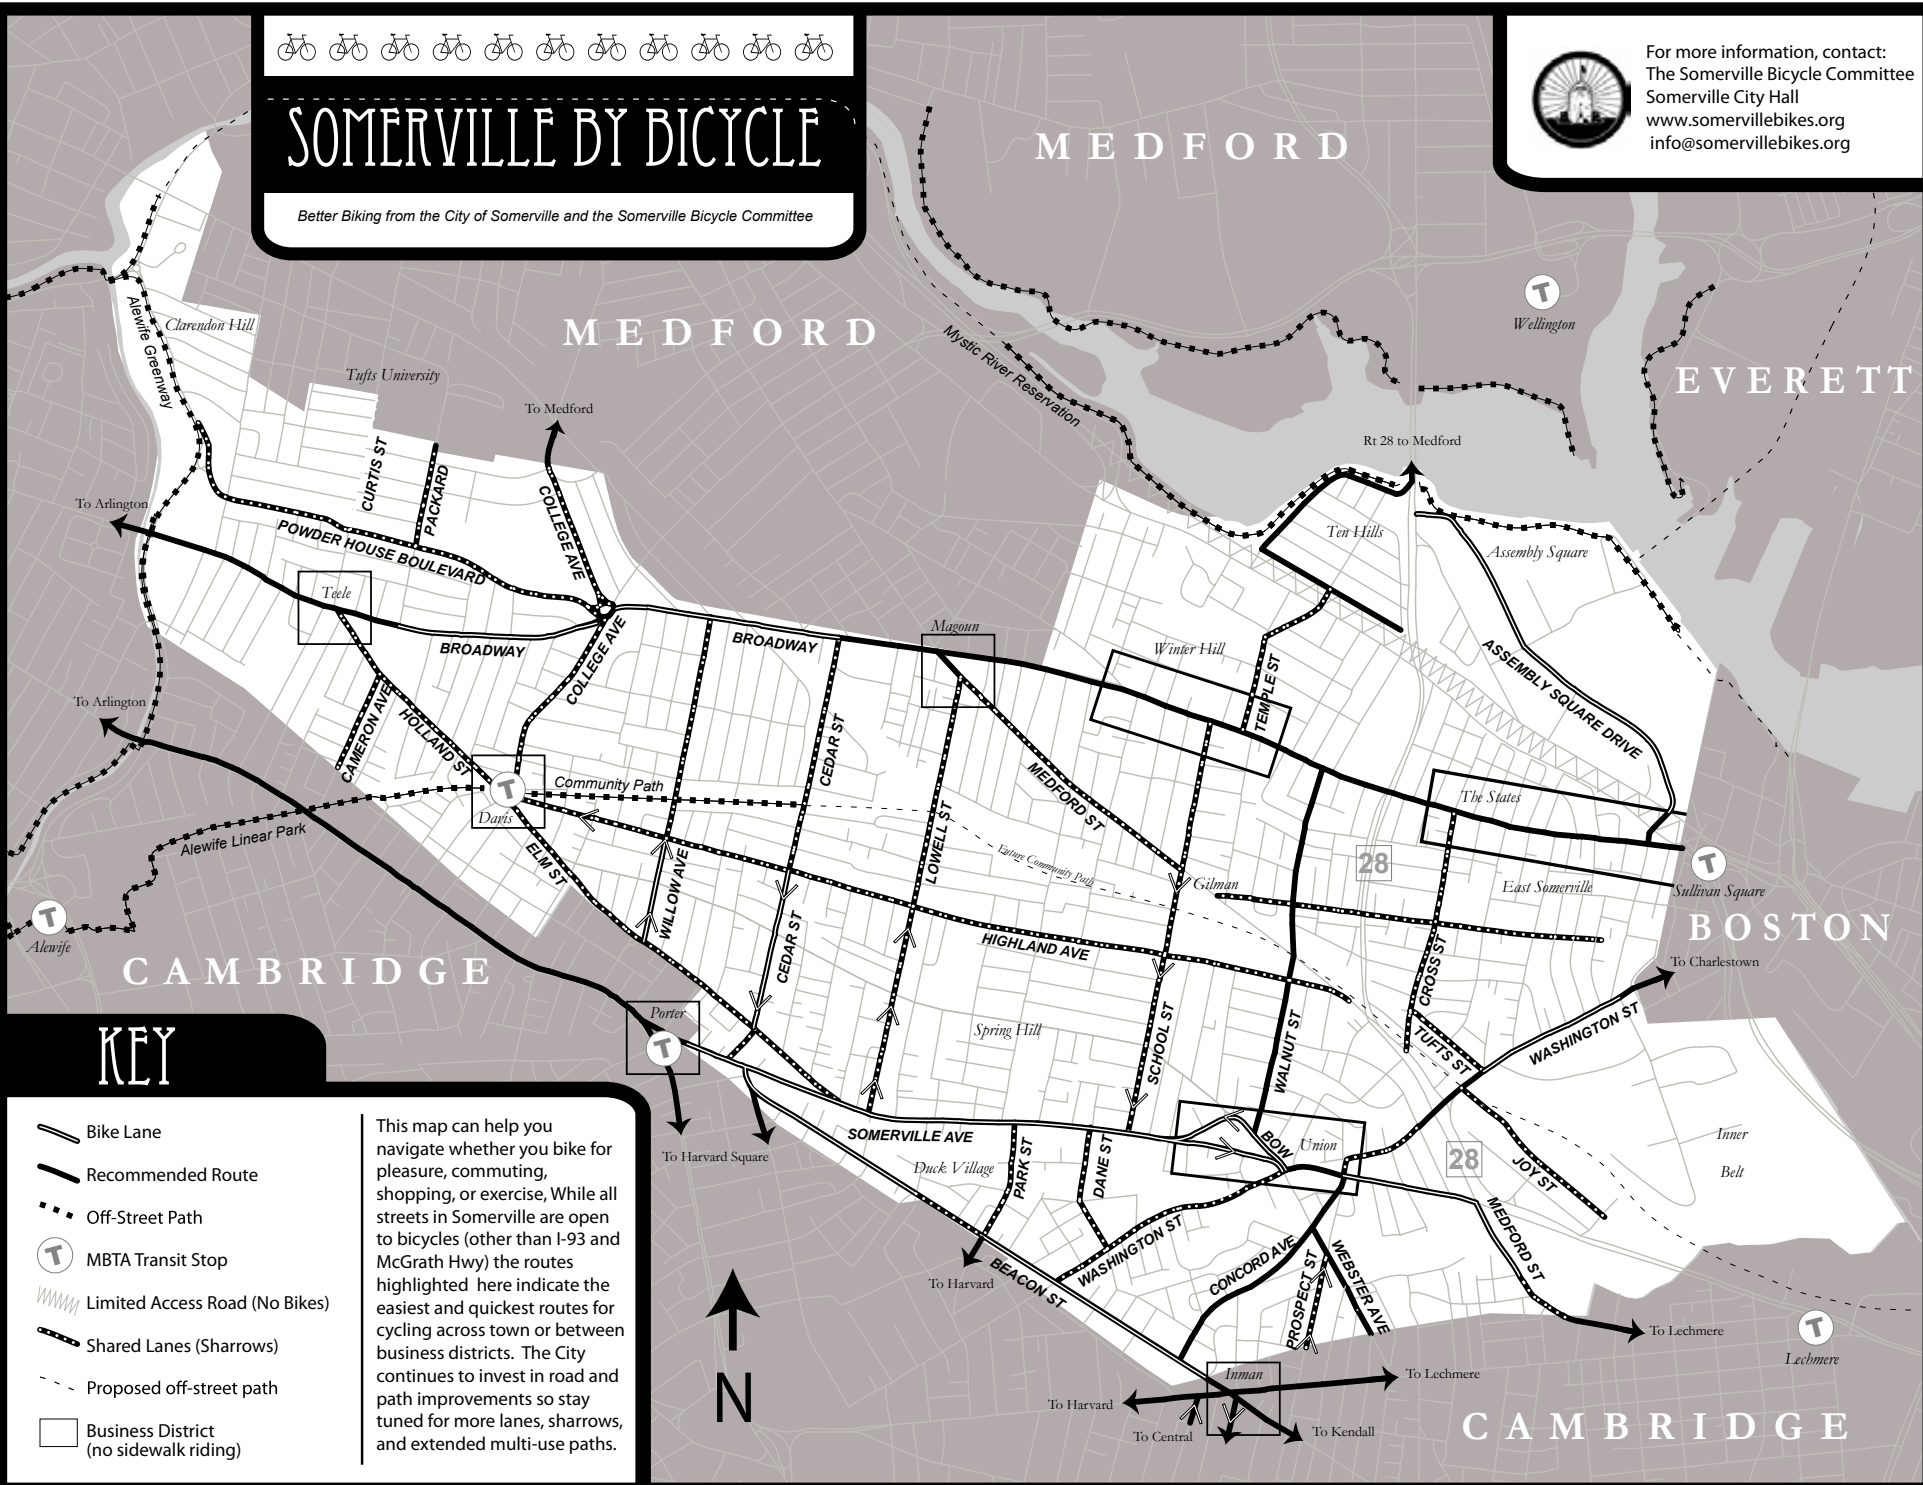 SOMERVILLE BY BICYCLE
Better Biking from the City of Somerville and the Somerville Bicycle Committee
For more information, contact:
The Somerville Bicycle Committee
Somerville City Hall
www.somervillebikes.org
info@somervillebikes.org
MEDFORD
MEDFORD
EVERETT
BOSTON
CAMBRIDGE
CAMBRIDGE
Wellington
Mystic River Reservation
Alewife Greenway
Clarendon Hill
Tufts University
To Medford
Rt 28 to Medford
CURTIS ST
PACKARD
COLLEGE AVE
To Arlington
POWDER HOUSE BOULEVARD
Ten Hills
Assembly Square
Teele
BROADWAY
COLLEGE AVE
BROADWAY
Magoun
Winter Hill
TEMPLE ST
ASSEMBLY SQUARE DRIVE
To Arlington
CAMERON AVE
HOLLAND ST
CEDAR ST
MEDFORD ST
Community Path
The States
Davis
Alewife Linear Park
ELM ST
LOWELL ST
Future Community Path
28
Gilman
East Somerville
Sullivan Square
WILLOW AVE
Alewife
CEDAR ST
HIGHLAND AVE
CROSS ST
To Charlestown
Porter
Spring Hill
SCHOOL ST
WALNUT ST
TUFTS ST
WASHINGTON ST
SOMERVILLE AVE
BOW
Union
Inner
Belt
28
JOY ST
To Harvard Square
Duck Village
PARK ST
DANE ST
WASHINGTON ST
MEDFORD ST
To Harvard
BEACON ST
CONCORD AVE
PROSPECT ST
WEBSTER AVE
To Lechmere
Lechmere
Inman
To Lechmere
To Harvard
To Central
To Kendall
N
KEY
Bike Lane
Recommended Route
Off-Street Path
MBTA Transit Stop
Limited Access Road (No Bikes)
Shared Lanes (Sharrows)
Proposed off-street path
Business District
(no sidewalk riding)
This map can help you
navigate whether you bike for
pleasure, commuting,
shopping, or exercise, While all
streets in Somerville are open
to bicycles (other than I-93 and
McGrath Hwy) the routes
highlighted here indicate the
easiest and quickest routes for
cycling across town or between
business districts. The City
continues to invest in road and
path improvements so stay
tuned for more lanes, sharrows,
and extended multi-use paths.
T
T
T
T
T
T
T